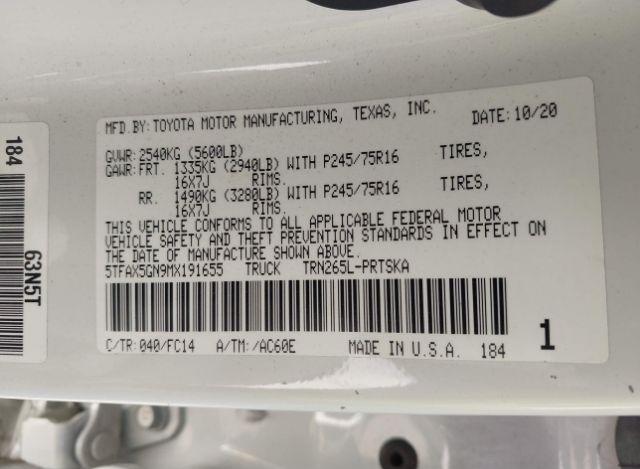 MFD.BY:TOYOTA MOTOR MANUFACTURING, TEXAS, INC. DATE:10/20
GVWR:2540KG (5600LB)
GAWR:FRT. 1335KG (2940LB) WITH P245/75R16 TIRES,
16X7J RIMS.
RR. 1490KG (3280LB) WITH P245/75R16 TIRES,
16X7J RIMS.
THIS VEHICLE CONFORMS TO ALL APPLICABLE FEDERAL MOTOR
VEHICLE SAFETY AND THEFT PREVENTION STANDARDS IN EFFECT ON
THE DATE OF MANUFACTURE SHOWN ABOVE.
5TFAX5GN9MX191655 TRUCK TRN265L-PRTSKA
C/TR:040/FC14 A/TM:/AC60E MADE IN U.S.A. 184 1
184
63N5T